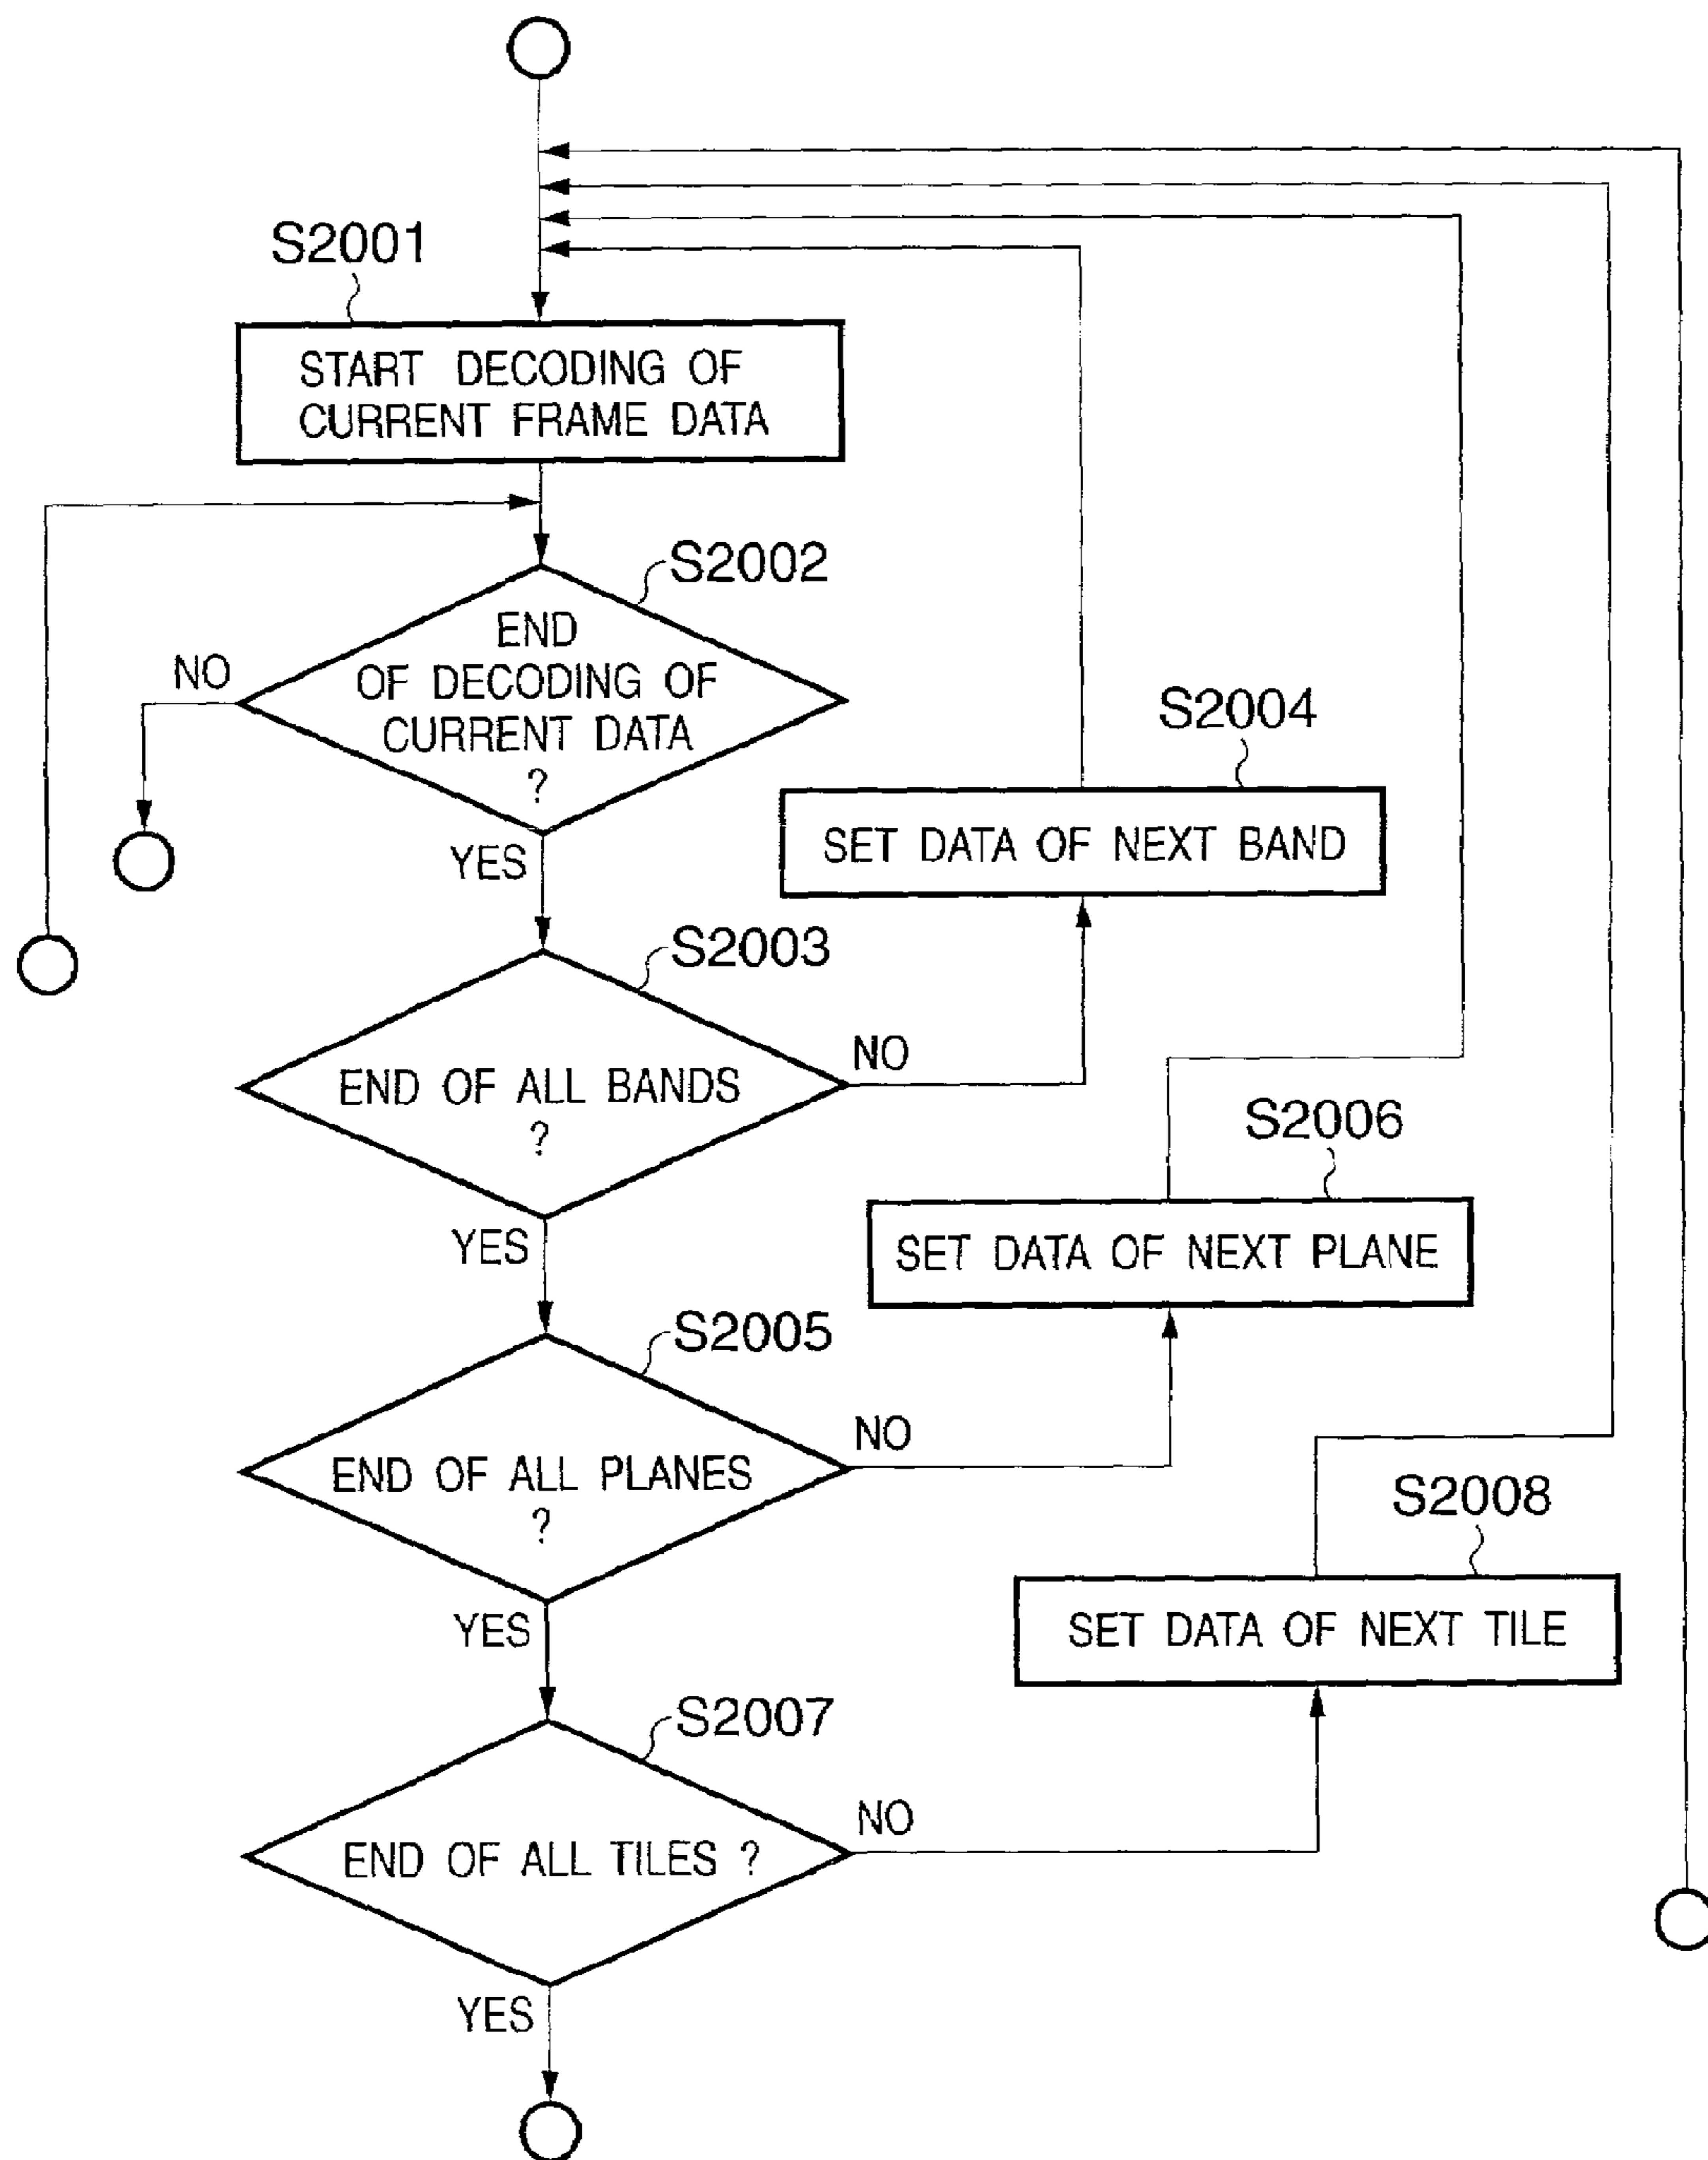 S2001
START DECODING OF
CURRENT FRAME DATA
S2002
END
OF DECODING OF
CURRENT DATA
?
NO
YES
S2004
SET DATA OF NEXT BAND
S2003
END OF ALL BANDS
?
NO
YES
S2006
SET DATA OF NEXT PLANE
S2005
END OF ALL PLANES
?
NO
YES
S2008
SET DATA OF NEXT TILE
S2007
END OF ALL TILES ?
NO
YES